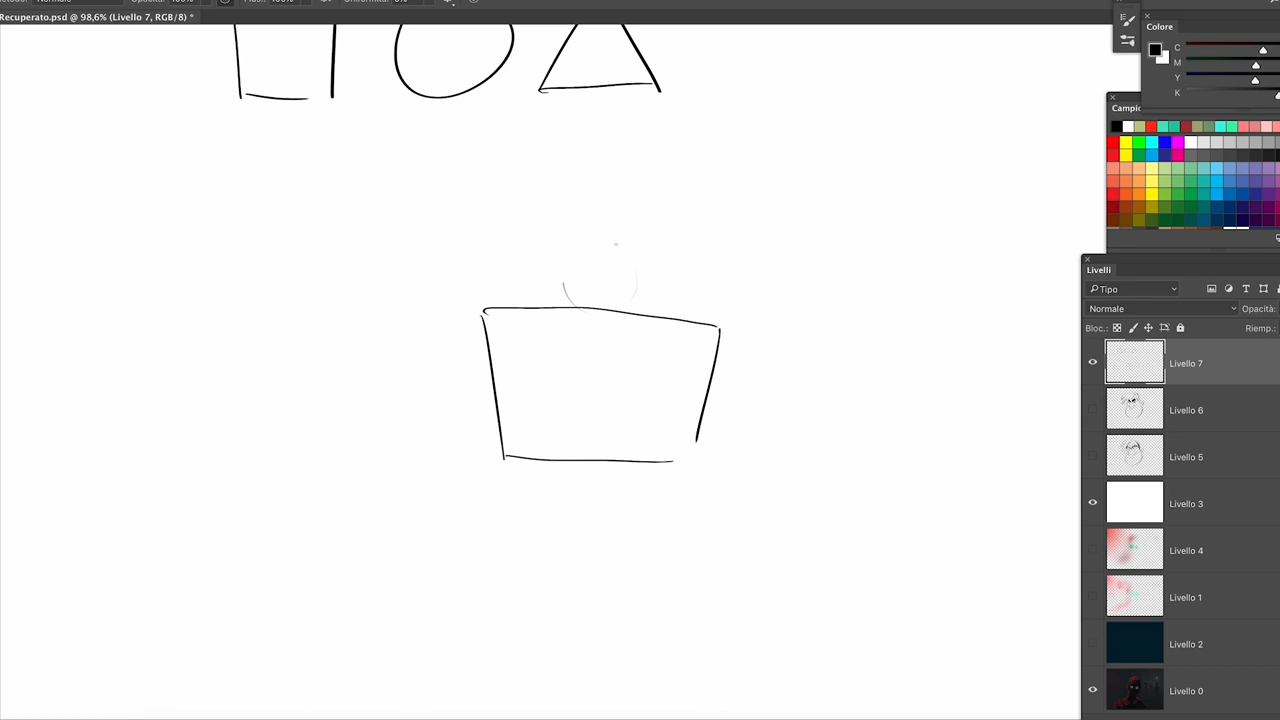 Recuperato.psd @ 98,6% (Livello 7, RGB/8) *
Colore
C
M
Y
K
Campio
Livelli
Tipo
Normale
Opacità:
Bloc.:
Riemp.:
Livello 7
Livello 6
Livello 5
Livello 3
Livello 4
Livello 1
Livello 2
Livello 0